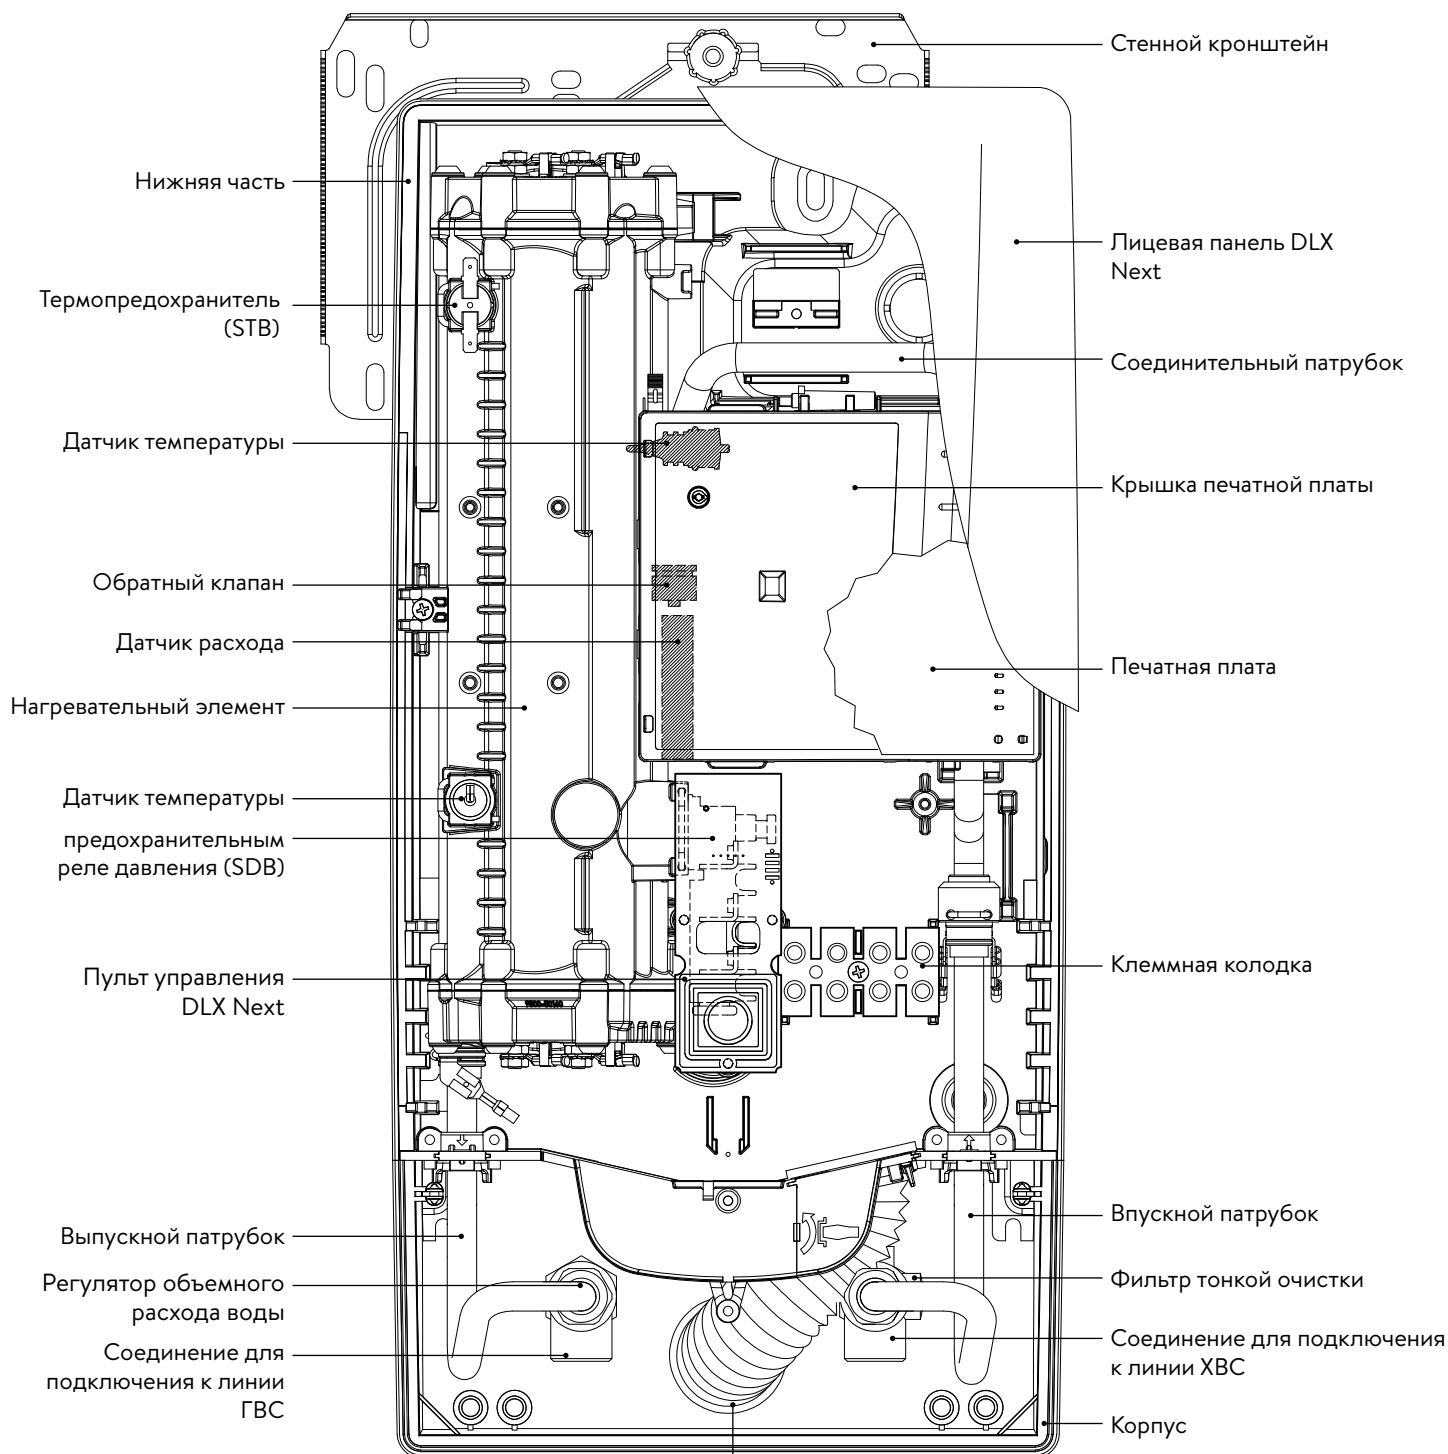 Стенной кронштейн
Нижняя часть
Лицевая панель DLX
Next
Термопредохранитель
(STB)
Соединительный патрубок
Датчик температуры
Крышка печатной платы
Обратный клапан
Датчик расхода
Печатная плата
Нагревательный элемент
Датчик температуры
предохранительным
реле давления (SDB)
Пульт управления
DLX Next
Клеммная колодка
Впускной патрубок
Выпускной патрубок
Регулятор объемного
расхода воды
Фильтр тонкой очистки
Соединение для
подключения к линии
ГВС
Соединение для подключения
к линии ХВС
Корпус